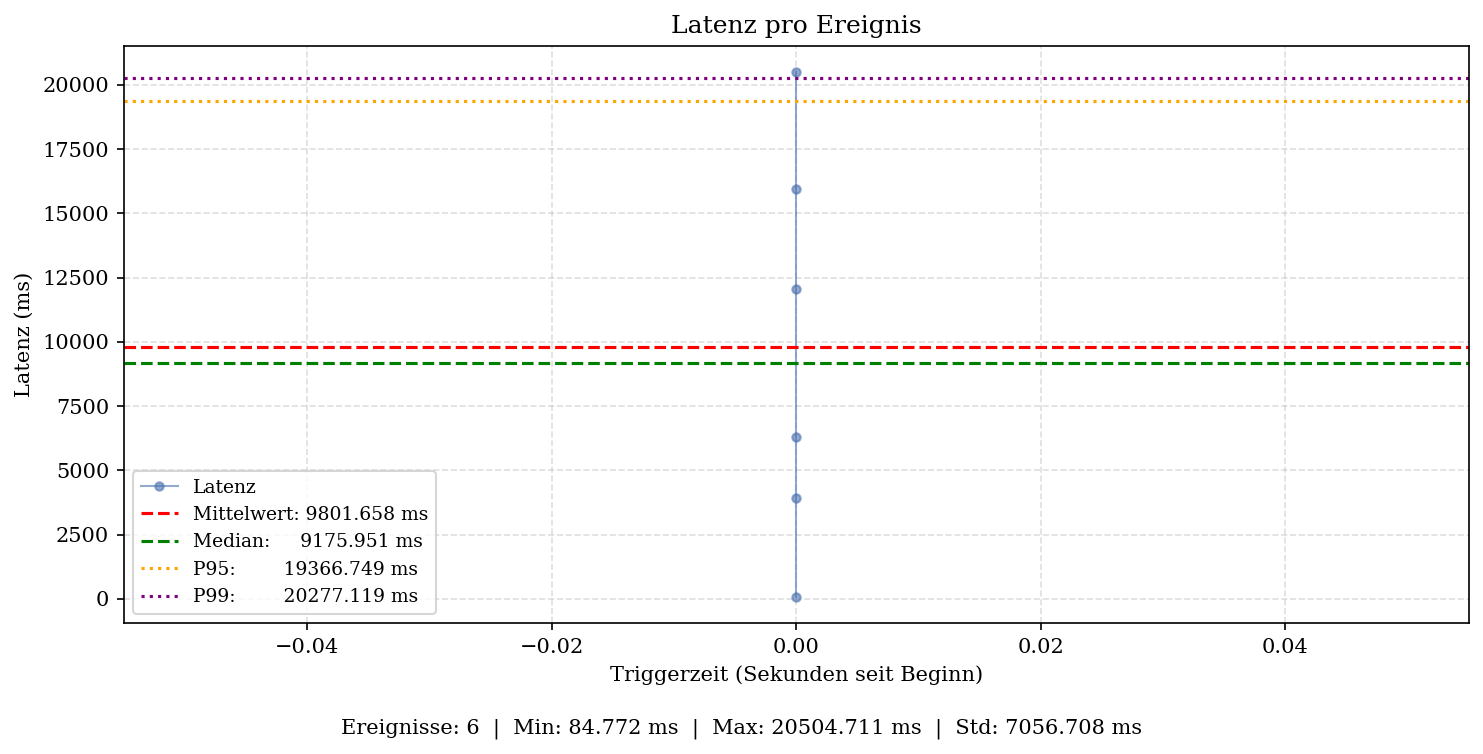 Latenz pro Ereignis
20000
17500
15000
12500
10000
7500
5000
2500
0
Latenz (ms)
Latenz
Mittelwert: 9801.658 ms
Median: 9175.951 ms
P95: 19366.749 ms
P99: 20277.119 ms
−0.04 −0.02 0.00 0.02 0.04
Triggerzeit (Sekunden seit Beginn)
Ereignisse: 6 | Min: 84.772 ms | Max: 20504.711 ms | Std: 7056.708 ms